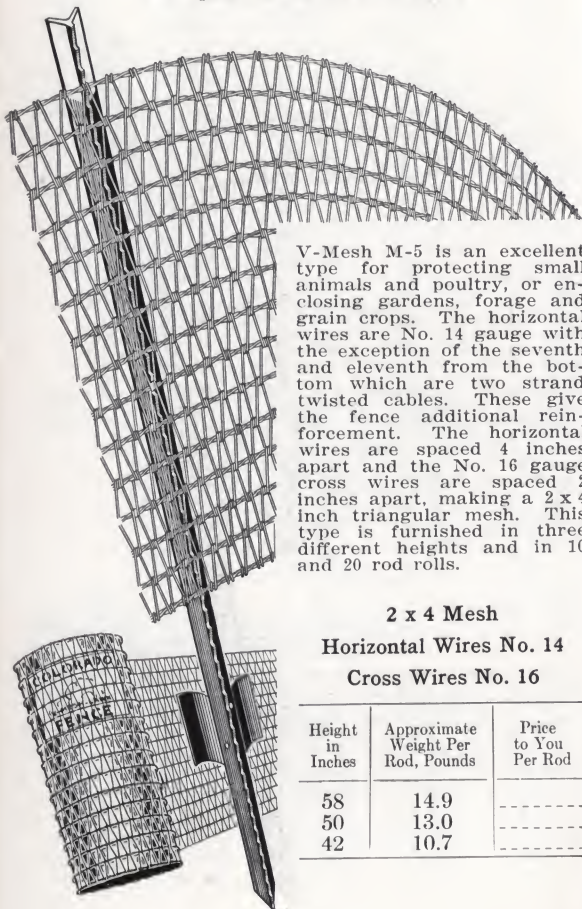 V-Mesh M-5 is an excellent
type for protecting small
animals and poultry, or en-
closing gardens, forage and
grain crops. The horizontal
wires are No. 14 gauge with
the exception of the seventh
and eleventh from the bot-
tom which are two strand
twisted cables. These give
the fence additional rein-
forcement. The horizontal
wires are spaced 4 inches
apart and the No. 16 gauge
cross wires are spaced 2
inches apart, making a 2 x 4
inch triangular mesh. This
type is furnished in three
different heights and in 10
and 20 rod rolls.
2 x 4 Mesh
Horizontal Wires No. 14
Cross Wires No. 16
Height in Inches Approximate Weight Per Rod, Pounds Price to You Per Rod
58 14.9 --------
50 13.0 --------
42 10.7 --------
COLORADO
FENCE